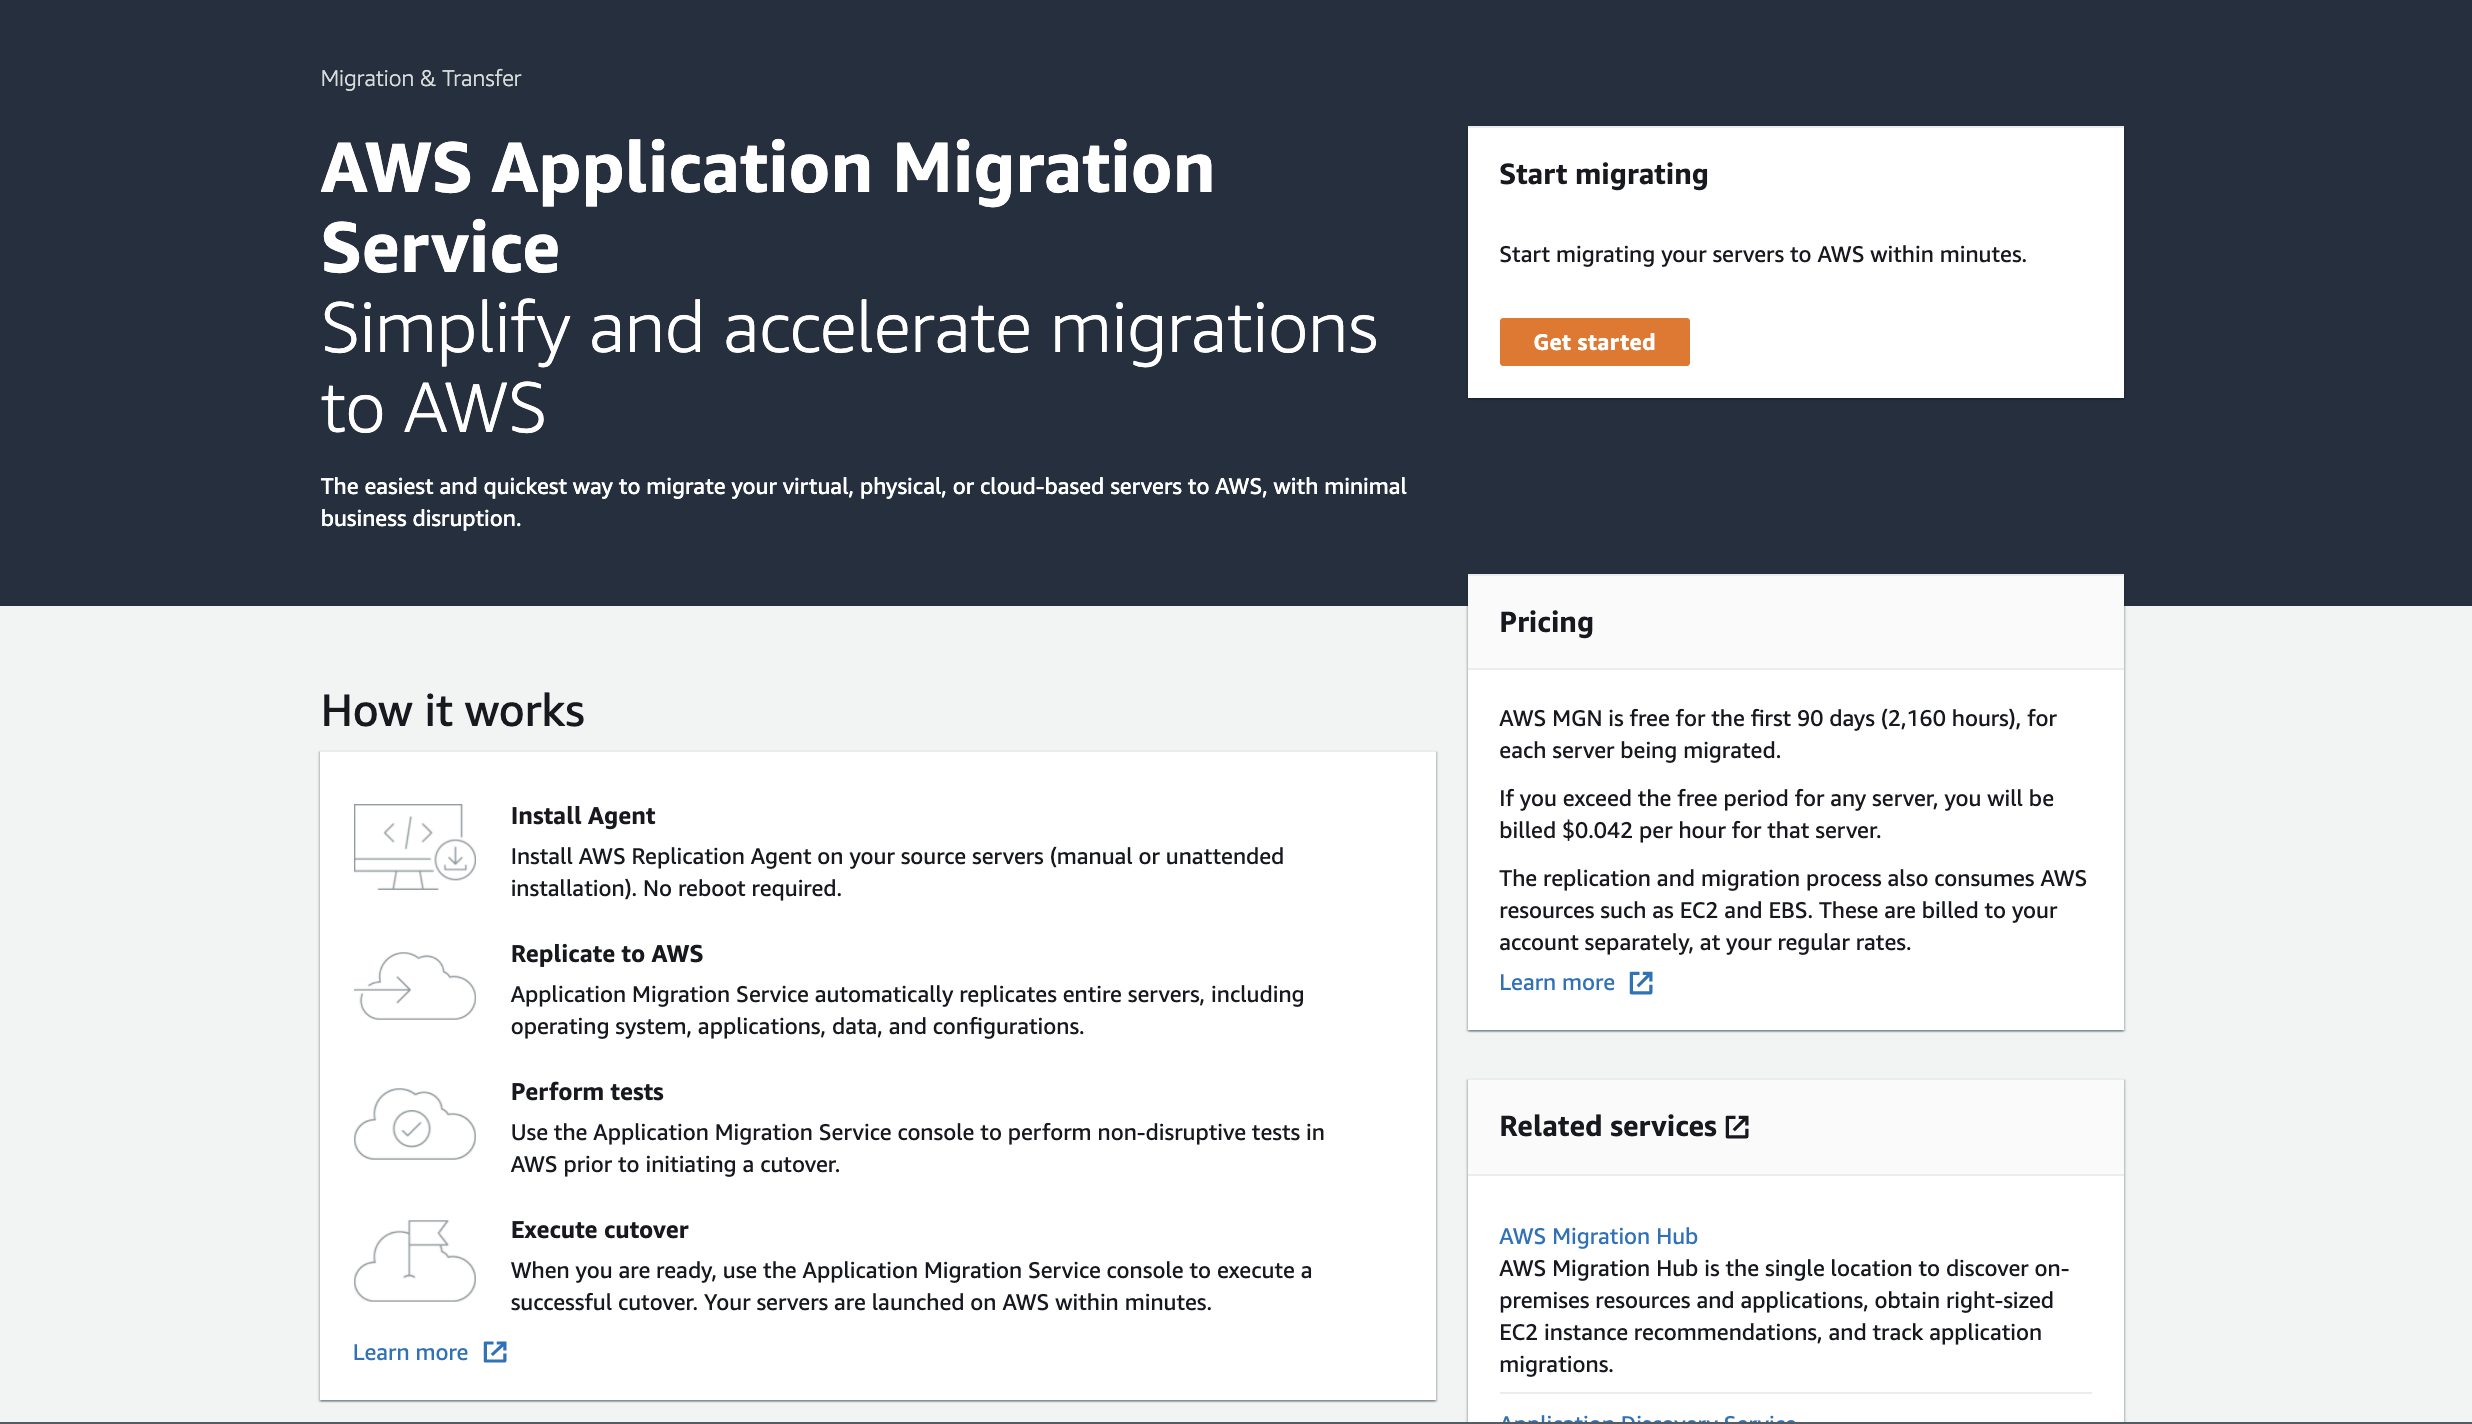 Migration & Transfer
AWS Application Migration
Service
Simplify and accelerate migrations
to AWS
The easiest and quickest way to migrate your virtual, physical, or cloud-based servers to AWS, with minimal
business disruption.
Start migrating
Start migrating your servers to AWS within minutes.
Get started
How it works
Install Agent
Install AWS Replication Agent on your source servers (manual or unattended
installation). No reboot required.
Replicate to AWS
Application Migration Service automatically replicates entire servers, including
operating system, applications, data, and configurations.
Perform tests
Use the Application Migration Service console to perform non-disruptive tests in
AWS prior to initiating a cutover.
Execute cutover
When you are ready, use the Application Migration Service console to execute a
successful cutover. Your servers are launched on AWS within minutes.
Learn more
Pricing
AWS MGN is free for the first 90 days (2,160 hours), for
each server being migrated.
If you exceed the free period for any server, you will be
billed $0.042 per hour for that server.
The replication and migration process also consumes AWS
resources such as EC2 and EBS. These are billed to your
account separately, at your regular rates.
Learn more
Related services
AWS Migration Hub
AWS Migration Hub is the single location to discover on-
premises resources and applications, obtain right-sized
EC2 instance recommendations, and track application
migrations.
Application Discovery Service